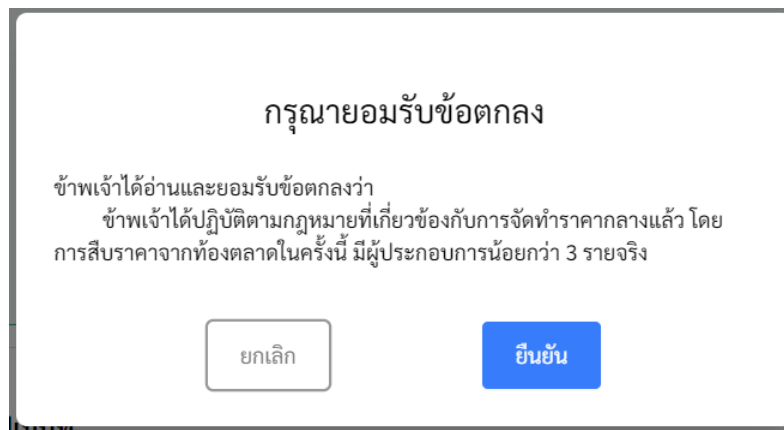 กรุณายอมรับข้อตกลง
ข้าพเจ้าได้อ่านและยอมรับข้อตกลงว่า
ข้าพเจ้าได้ปฏิบัติตามกฎหมายที่เกี่ยวข้องกับการจัดทำราคากลางแล้ว โดย
การสืบราคาจากท้องตลาดในครั้งนี้ มีผู้ประกอบการน้อยกว่า 3 รายจริง
ยกเลิก ยืนยัน